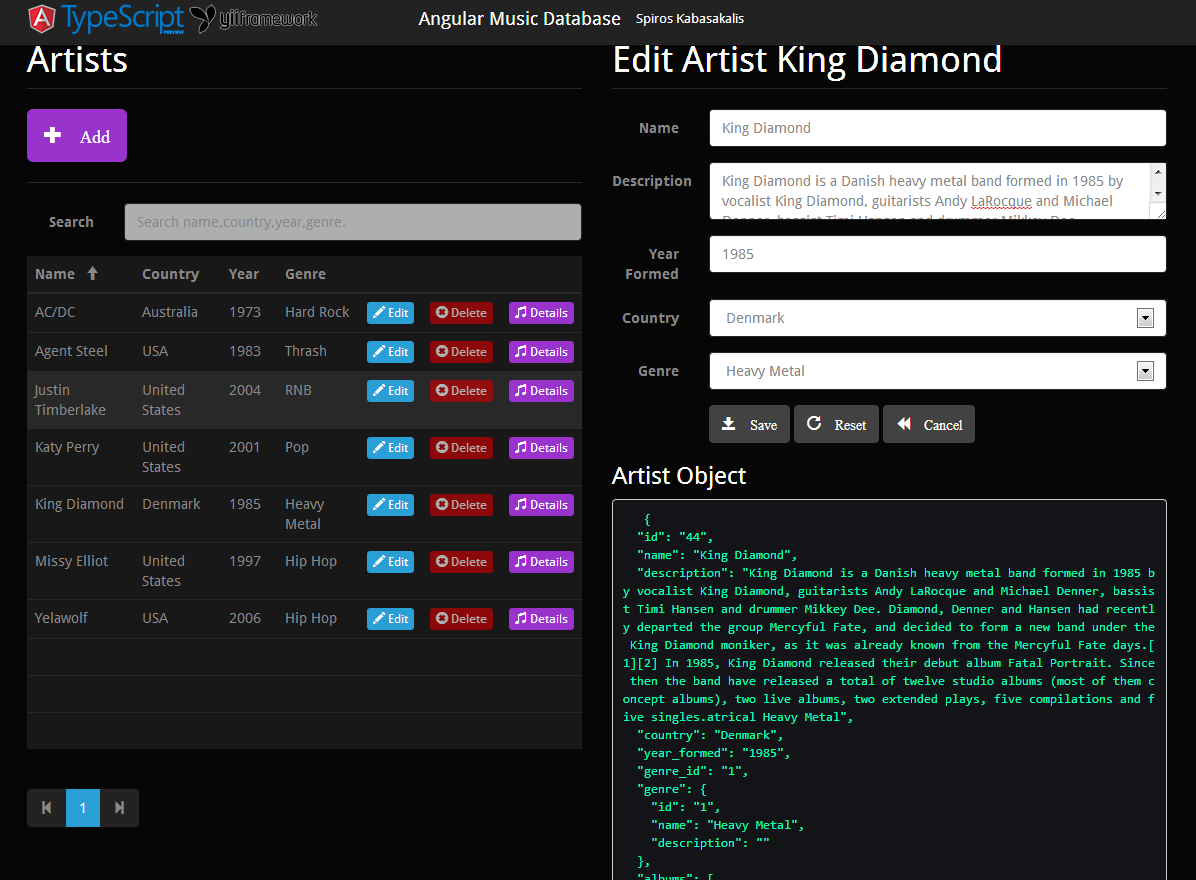 TypeScript
PREVIEW
yiiframework
Angular Music Database Spiros Kabasakalis
Artists
Add
Search Search name,country,year,genre.
Name Country Year Genre
AC/DC Australia 1973 Hard Rock Edit Delete Details
Agent Steel USA 1983 Thrash Edit Delete Details
Justin United 2004 RNB Edit Delete Details
Timberlake States
Katy Perry United 2001 Pop Edit Delete Details
States
King Diamond Denmark 1985 Heavy Edit Delete Details
Metal
Missy Elliot United 1997 Hip Hop Edit Delete Details
States
Yelawolf USA 2006 Hip Hop Edit Delete Details
1
Edit Artist King Diamond
Name King Diamond
Description King Diamond is a Danish heavy metal band formed in 1985 by
vocalist King Diamond, guitarists Andy LaRocque and Michael
Denner, bassist Timi Hansen and drummer Mikkey Dee.
Year 1985
Formed
Country Denmark
Genre Heavy Metal
Save Reset Cancel
Artist Object
{
"id": "44",
"name": "King Diamond",
"description": "King Diamond is a Danish heavy metal band formed in 1985 b
y vocalist King Diamond, guitarists Andy LaRocque and Michael Denner, bassis
t Timi Hansen and drummer Mikkey Dee. Diamond, Denner and Hansen had recentl
y departed the group Mercyful Fate, and decided to form a new band under the
King Diamond moniker, as it was already known from the Mercyful Fate days.[
1][2] In 1985, King Diamond released their debut album Fatal Portrait. Since
then the band have released a total of twelve studio albums (most of them c
oncept albums), two live albums, two extended plays, five compilations and f
ive singles.atrical Heavy Metal",
"country": "Denmark",
"year_formed": "1985",
"genre_id": "1",
"genre": {
"id": "1",
"name": "Heavy Metal",
"description": ""
},
"albums": [